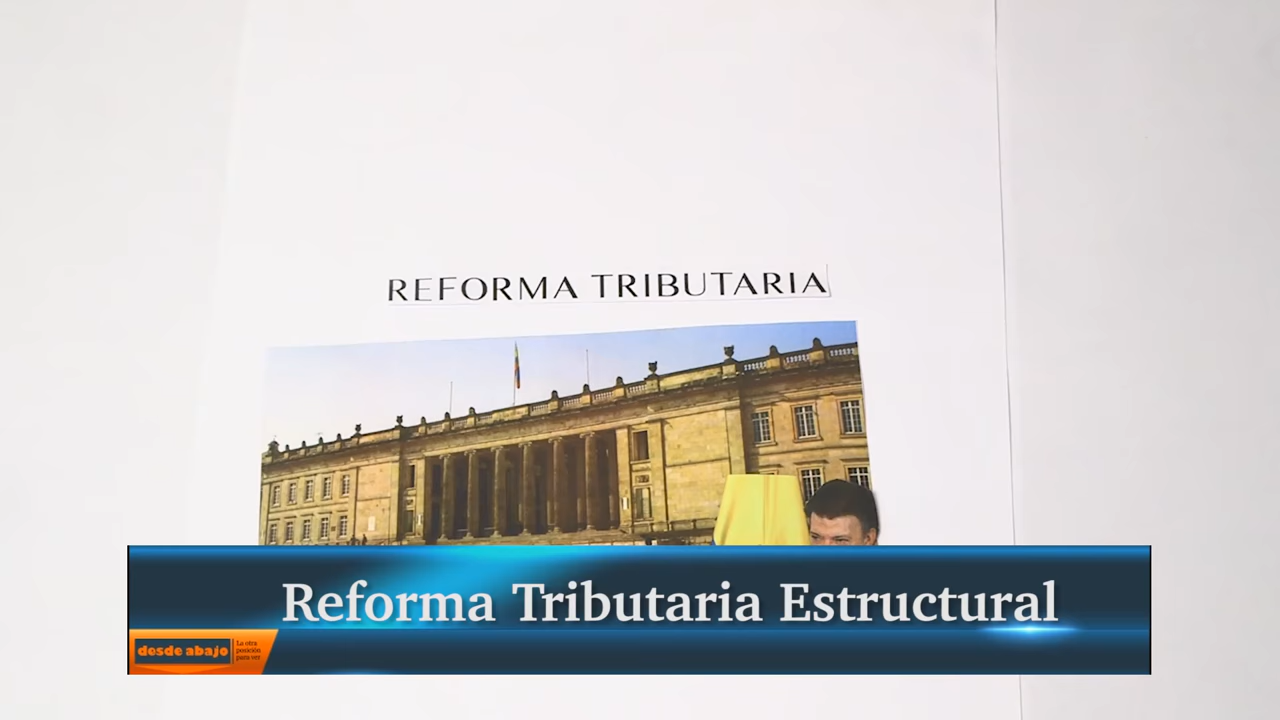 REFORMA TRIBUTARIA
Reforma Tributaria Estructural
desde abajo
La otra
posición
para ver